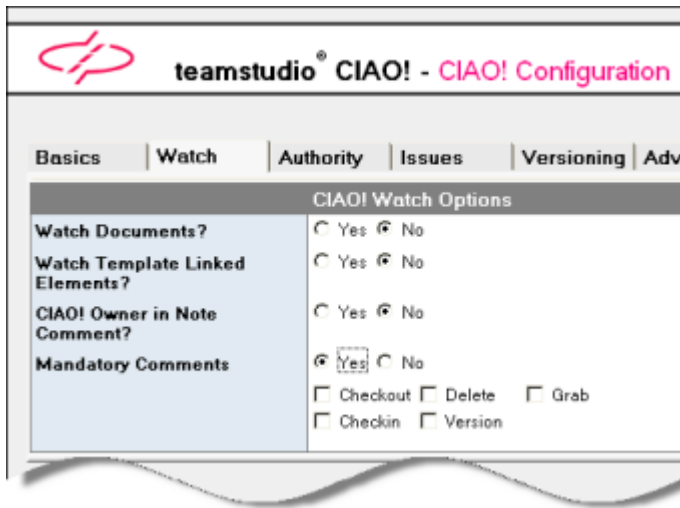 teamstudio® CIAO! - CIAO! Configuration
Basics Watch Authority Issues Versioning Adv
CIAO! Watch Options
Watch Documents? Yes No
Watch Template Linked Yes No
Elements?
CIAO! Owner in Note Yes No
Comment?
Mandatory Comments Yes No
Checkout Delete Grab
Checkin Version